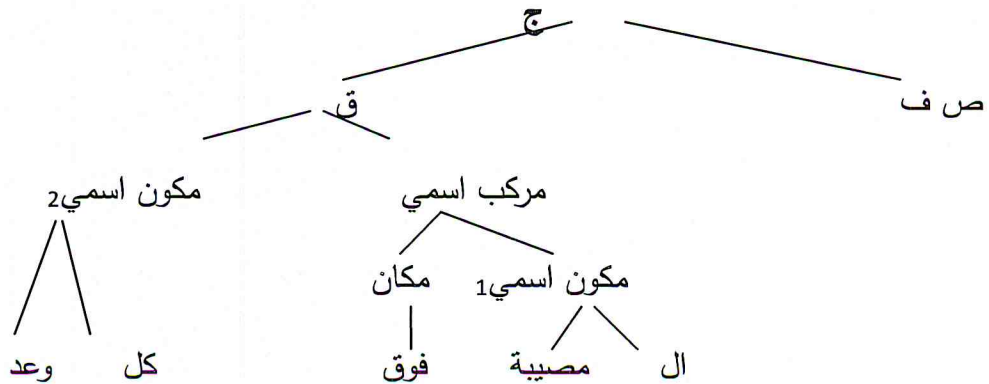 ج
ص ف ق
مركب اسمي مكون اسمي2
مكون اسمي1 مكان
ال مصيبة فوق كل وعد